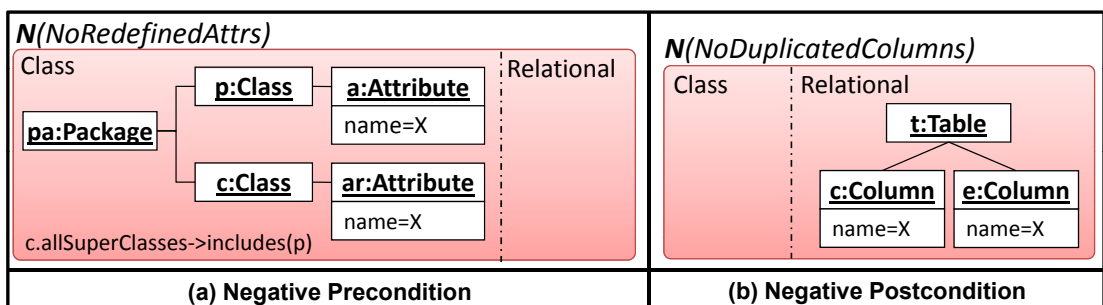 N(NoRedefinedAttrs)
Class
Relational
p:Class
a:Attribute
name=X
pa:Package
c:Class
ar:Attribute
name=X
c.allSuperClasses->includes(p)
(a) Negative Precondition
N(NoDuplicatedColumns)
Class
Relational
t:Table
c:Column
e:Column
name=X
name=X
(b) Negative Postcondition